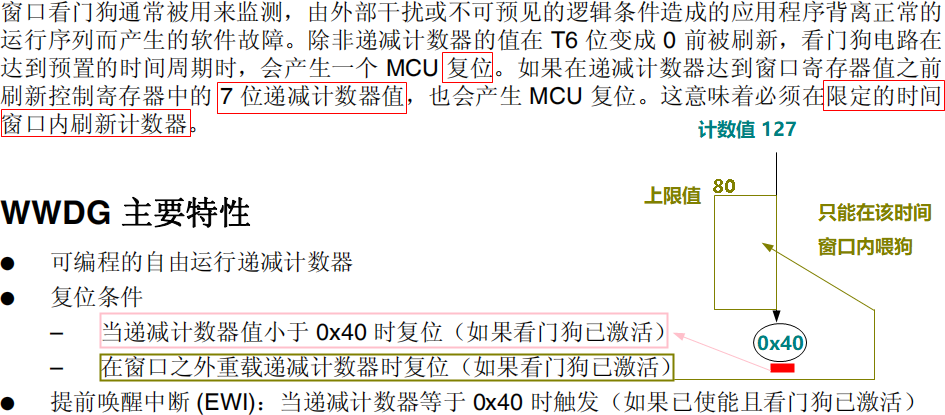 窗口看门狗通常被用来监测，由外部干扰或不可预见的逻辑条件造成的应用程序背离正常的
运行序列而产生的软件故障。除非递减计数器的值在 T6 位变成 0 前被刷新，看门狗电路在
达到预置的时间周期时，会产生一个 MCU 复位。如果在递减计数器达到窗口寄存器值之前
刷新控制寄存器中的 7 位递减计数器值，也会产生 MCU 复位。这意味着必须在限定的时间
窗口内刷新计数器。
计数值 127
上限值 80
只能在该时间
窗口内喂狗
0x40
WWDG 主要特性
● 可编程的自由运行递减计数器
● 复位条件
– 当递减计数器值小于 0x40 时复位（如果看门狗已激活）
– 在窗口之外重载递减计数器时复位（如果看门狗已激活）
● 提前唤醒中断 (EWI)：当递减计数器等于 0x40 时触发（如果已使能且看门狗已激活）